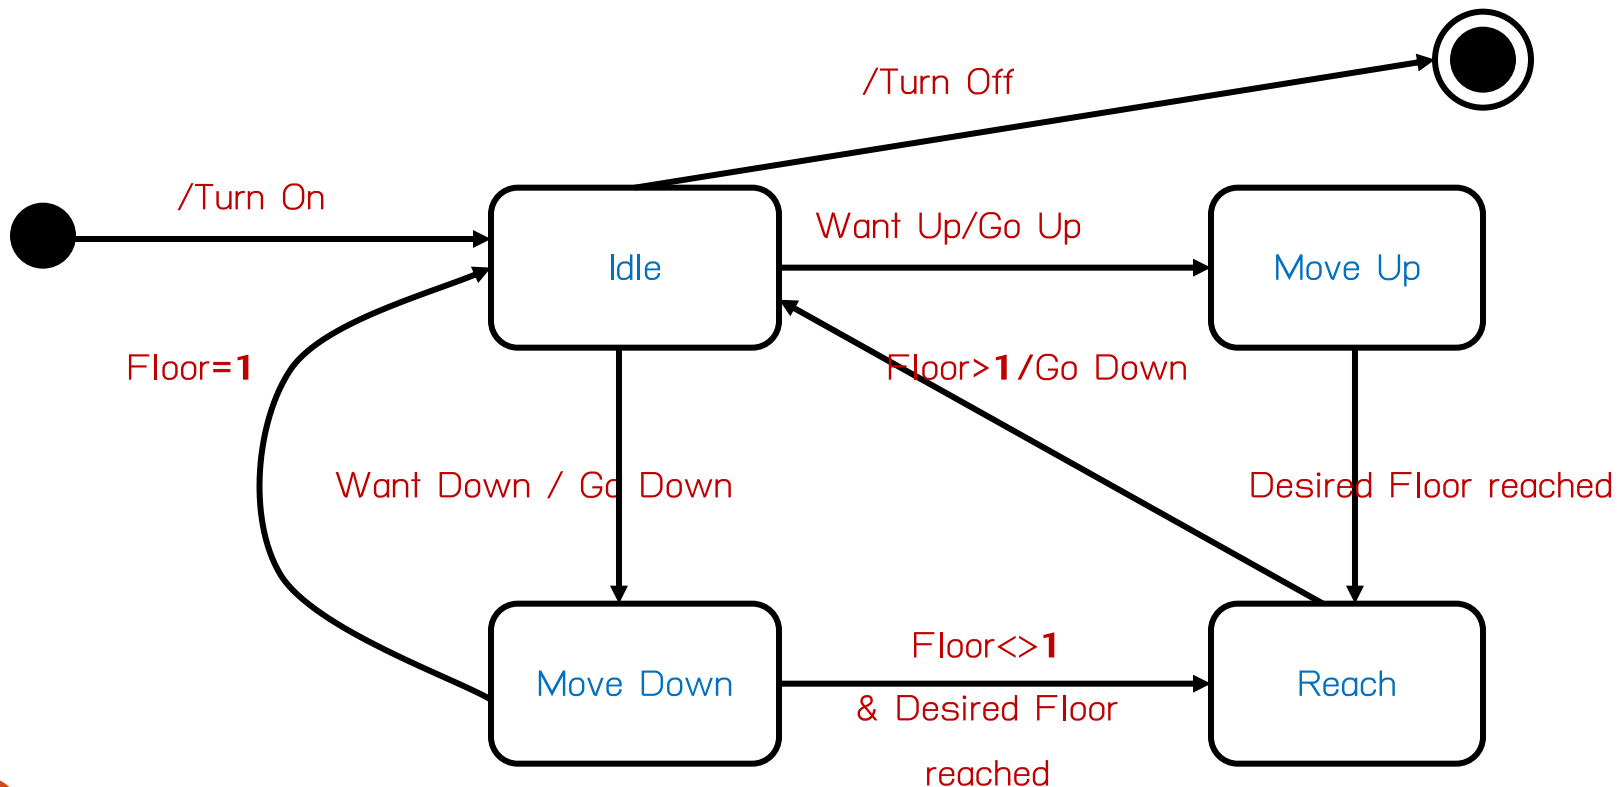 /Turn Off
/Turn On
Want Up/Go Up
Idle
Move Up
Floor=1
Floor>1/Go Down
Want Down / Go Down
Desired Floor reached
Floor<>1
Move Down
Reach
& Desired Floor
reached